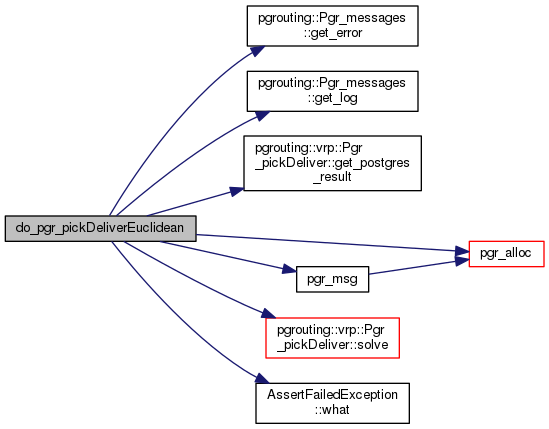 pgrouting::Pgr_messages
::get_error
pgrouting::Pgr_messages
::get_log
pgrouting::vrp::Pgr
_pickDeliver::get_postgres
_result
do_pgr_pickDeliverEuclidean
pgr_alloc
pgr_msg
pgrouting::vrp::Pgr
_pickDeliver::solve
AssertFailedException
::what